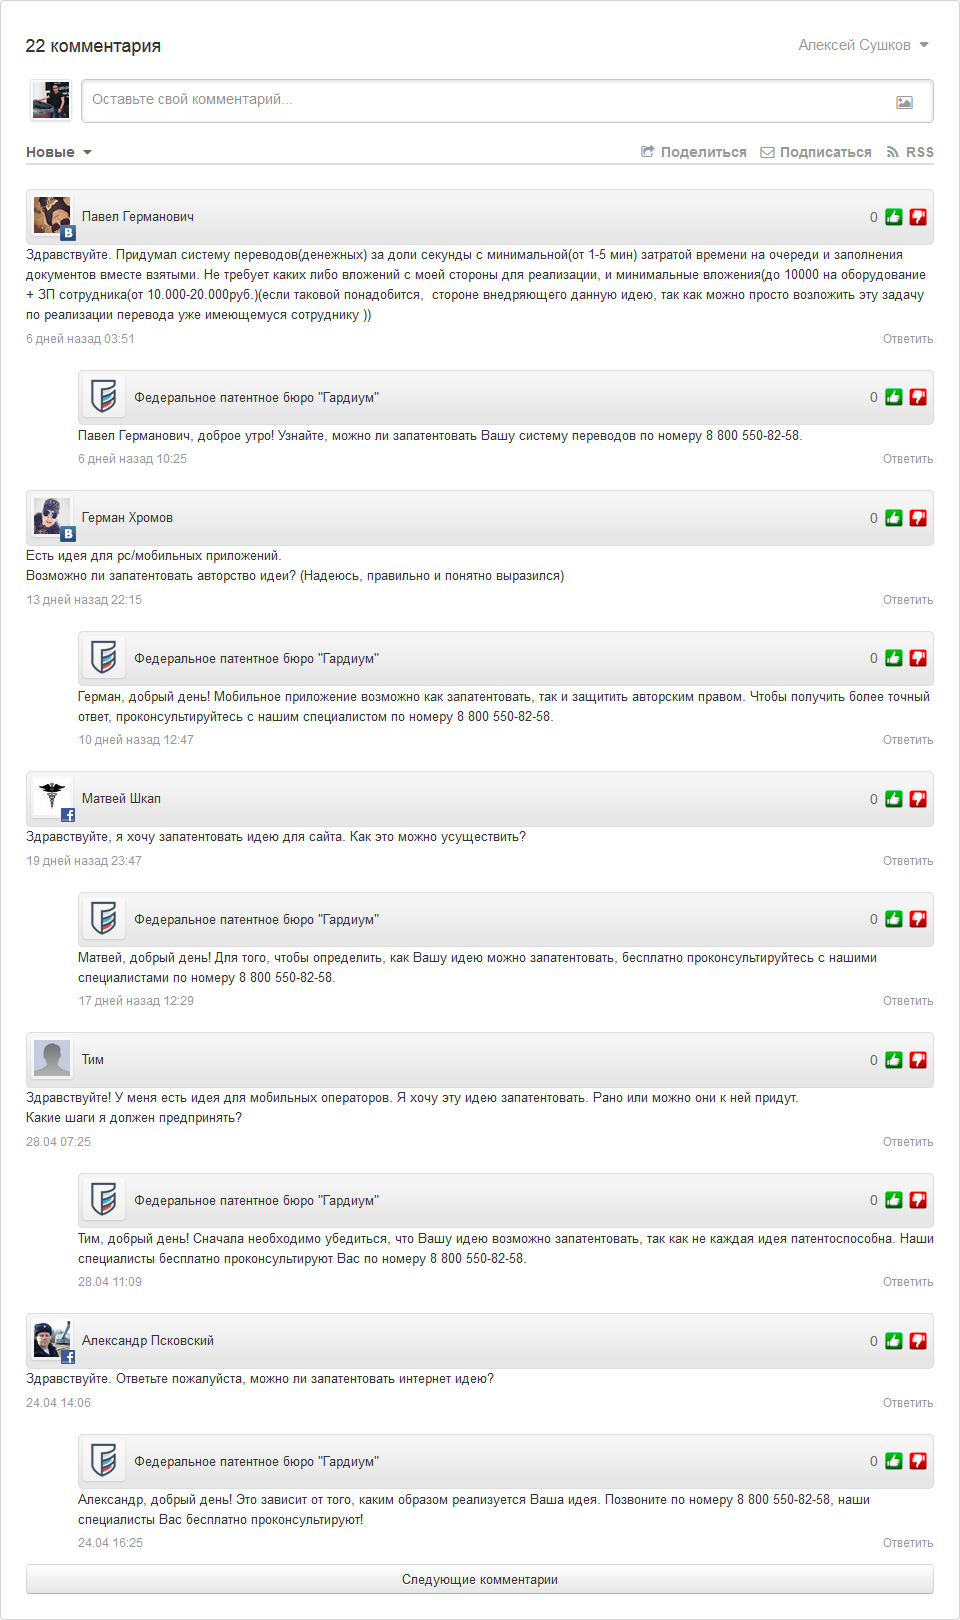 22 комментария
Алексей Сушков
Оставьте свой комментарий...
Новые
Поделиться Подписаться RSS
Павел Германович
0
Здравствуйте. Придумал систему переводов(денежных) за доли секунды с минимальной(от 1-5 мин) затратой времени на очереди и заполнения
документов вместе взятыми. Не требует каких либо вложений с моей стороны для реализации, и минимальные вложения(до 10000 на оборудование
+ ЗП сотрудника(от 10.000-20.000руб.)(если таковой понадобится,  стороне внедряющего данную идею, так как можно просто возложить эту задачу
по реализации перевода уже имеющемуся сотруднику ))
6 дней назад 03:51
Ответить
Федеральное патентное бюро "Гардиум"
0
Павел Германович, доброе утро! Узнайте, можно ли запатентовать Вашу систему переводов по номеру 8 800 550-82-58.
6 дней назад 10:25
Ответить
Герман Хромов
0
Есть идея для рс/мобильных приложений.
Возможно ли запатентовать авторство идеи? (Надеюсь, правильно и понятно выразился)
13 дней назад 22:15
Ответить
Федеральное патентное бюро "Гардиум"
0
Герман, добрый день! Мобильное приложение возможно как запатентовать, так и защитить авторским правом. Чтобы получить более точный
ответ, проконсультируйтесь с нашим специалистом по номеру 8 800 550-82-58.
10 дней назад 12:47
Ответить
Матвей Шкап
0
Здравствуйте, я хочу запатентовать идею для сайта. Как это можно усуществить?
19 дней назад 23:47
Ответить
Федеральное патентное бюро "Гардиум"
0
Матвей, добрый день! Для того, чтобы определить, как Вашу идею можно запатентовать, бесплатно проконсультируйтесь с нашими
специалистами по номеру 8 800 550-82-58.
17 дней назад 12:29
Ответить
Тим
0
Здравствуйте! У меня есть идея для мобильных операторов. Я хочу эту идею запатентовать. Рано или можно они к ней придут.
Какие шаги я должен предпринять?
28.04 07:25
Ответить
Федеральное патентное бюро "Гардиум"
0
Тим, добрый день! Сначала необходимо убедиться, что Вашу идею возможно запатентовать, так как не каждая идея патентоспособна. Наши
специалисты бесплатно проконсультируют Вас по номеру 8 800 550-82-58.
28.04 11:09
Ответить
Александр Псковский
0
Здравствуйте. Ответьте пожалуйста, можно ли запатентовать интернет идею?
24.04 14:06
Ответить
Федеральное патентное бюро "Гардиум"
0
Александр, добрый день! Это зависит от того, каким образом реализуется Ваша идея. Позвоните по номеру 8 800 550-82-58, наши
специалисты Вас бесплатно проконсультируют!
24.04 16:25
Ответить
Следующие комментарии